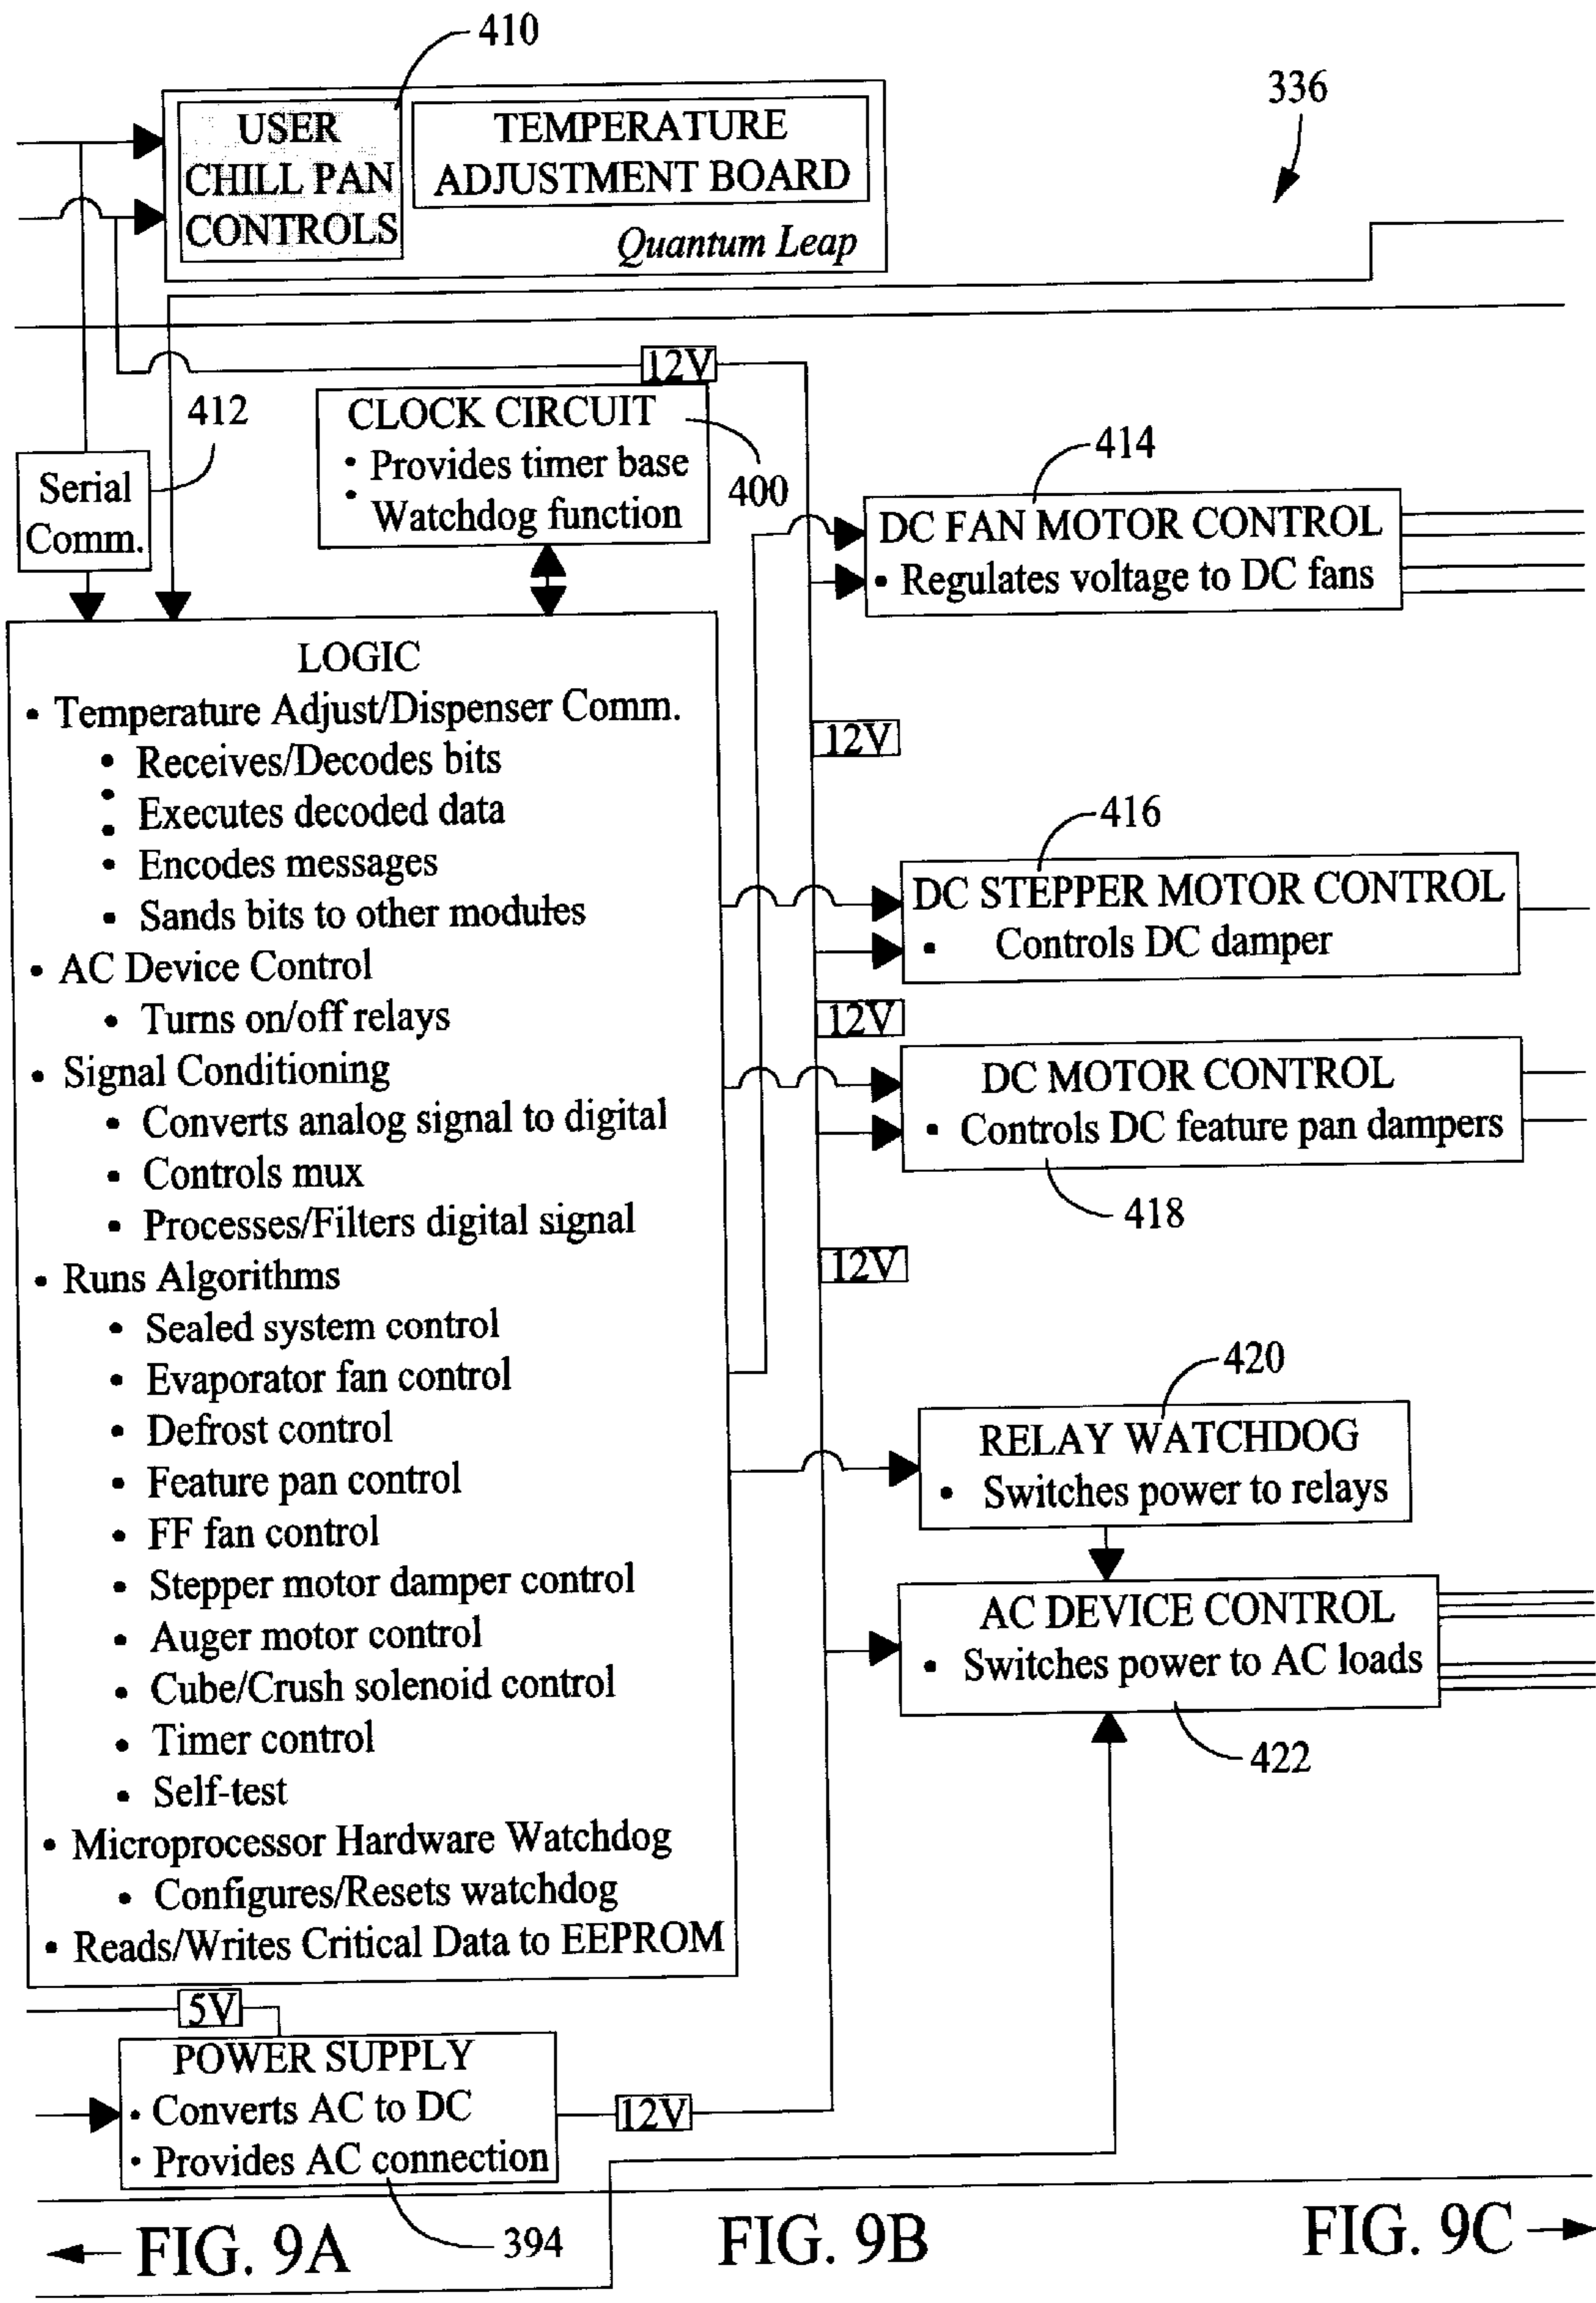 410
336
USER
CHILL PAN
CONTROLS
TEMPERATURE
ADJUSTMENT BOARD
Quantum Leap
12V
412
Serial
Comm.
CLOCK CIRCUIT
• Provides timer base
• Watchdog function
400
414
DC FAN MOTOR CONTROL
• Regulates voltage to DC fans
LOGIC
• Temperature Adjust/Dispenser Comm.
• Receives/Decodes bits
• Executes decoded data
• Encodes messages
• Sands bits to other modules
• AC Device Control
• Turns on/off relays
• Signal Conditioning
• Converts analog signal to digital
• Controls mux
• Processes/Filters digital signal
• Runs Algorithms
• Sealed system control
• Evaporator fan control
• Defrost control
• Feature pan control
• FF fan control
• Stepper motor damper control
• Auger motor control
• Cube/Crush solenoid control
• Timer control
• Self-test
• Microprocessor Hardware Watchdog
• Configures/Resets watchdog
• Reads/Writes Critical Data to EEPROM
12V
416
DC STEPPER MOTOR CONTROL
• Controls DC damper
12V
DC MOTOR CONTROL
• Controls DC feature pan dampers
418
12V
420
RELAY WATCHDOG
• Switches power to relays
AC DEVICE CONTROL
• Switches power to AC loads
422
5V
POWER SUPPLY
• Converts AC to DC
• Provides AC connection
12V
394
FIG. 9A
FIG. 9B
FIG. 9C